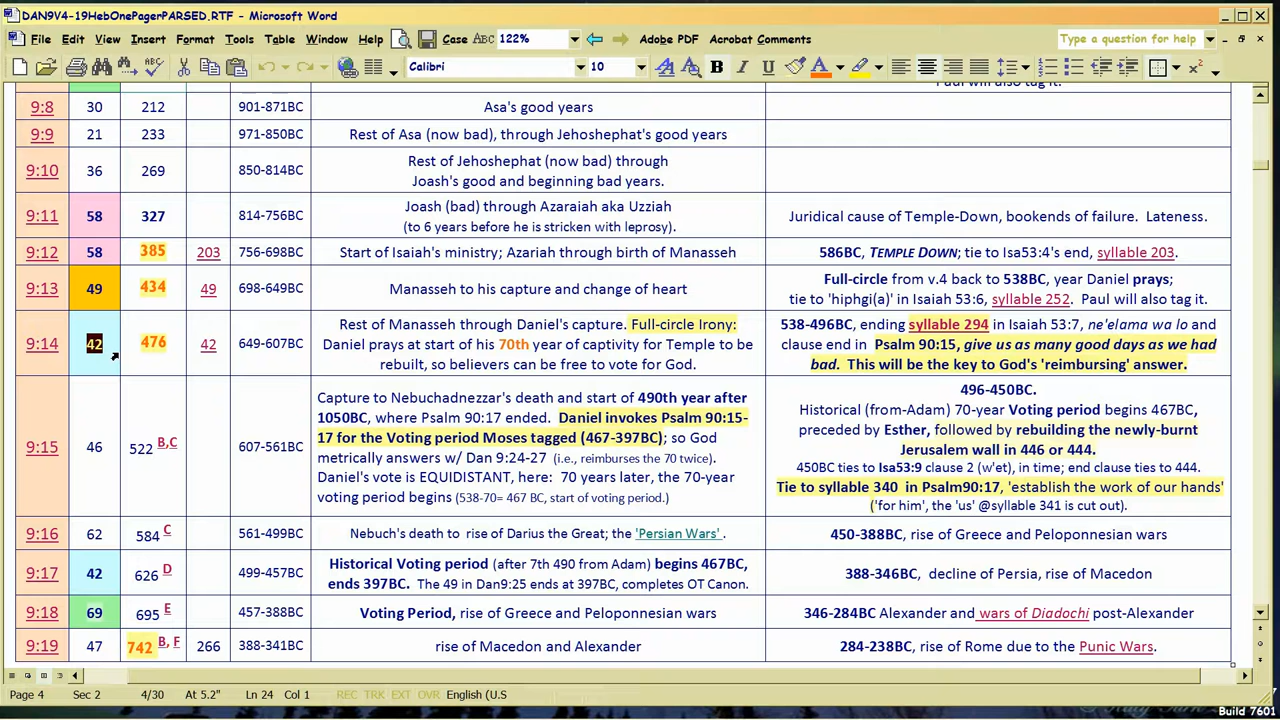 DAN9V4-19HebOnePagerPARSED.RTF - Microsoft Word
File Edit View Insert Format Tools Table Window Help Case ABC 122% Adobe PDF Acrobat Comments Type a question for help
Calibri 10 B I U
Paul will also tag it.
9:8 30 212 901-871BC Asa's good years
9:9 21 233 971-850BC Rest of Asa (now bad), through Jehoshephat's good years
9:10 36 269 850-814BC Rest of Jehoshephat (now bad) through
Joash's good and beginning bad years.
9:11 58 327 814-756BC Joash (bad) through Azaraiah aka Uzziah
(to 6 years before he is stricken with leprosy).
Juridical cause of Temple-Down, bookends of failure. Lateness.
9:12 58 385 203 756-698BC Start of Isaiah's ministry; Azariah through birth of Manasseh 586BC, TEMPLE DOWN; tie to Isa53:4's end, syllable 203.
9:13 49 434 49 698-649BC Manasseh to his capture and change of heart
Full-circle from v.4 back to 538BC, year Daniel prays;
tie to 'hiphgi(a)' in Isaiah 53:6, syllable 252. Paul will also tag it.
9:14 42 476 42 649-607BC
Rest of Manasseh through Daniel's capture. Full-circle Irony:
Daniel prays at start of his 70th year of captivity for Temple to be
rebuilt, so believers can be free to vote for God.
538-496BC, ending syllable 294 in Isaiah 53:7, ne'elama wa lo and
clause end in Psalm 90:15, give us as many good days as we had
bad. This will be the key to God's 'reimbursing' answer.
9:15 46 522 B,C 607-561BC
Capture to Nebuchadnezzar's death and start of 490th year after
1050BC, where Psalm 90:17 ended. Daniel invokes Psalm 90:15-
17 for the Voting period Moses tagged (467-397BC); so God
metrically answers w/ Dan 9:24-27 (i.e., reimburses the 70 twice).
Daniel's vote is EQUIDISTANT, here: 70 years later, the 70-year
voting period begins (538-70= 467 BC, start of voting period.)
496-450BC.
Historical (from-Adam) 70-year Voting period begins 467BC,
preceded by Esther, followed by rebuilding the newly-burnt
Jerusalem wall in 446 or 444.
450BC ties to Isa53:9 clause 2 (w'et), in time; end clause ties to 444.
Tie to syllable 340 in Psalm90:17, 'establish the work of our hands'
('for him', the 'us' @syllable 341 is cut out).
9:16 62 584 C 561-499BC Nebuch's death to rise of Darius the Great; the 'Persian Wars'. 450-388BC, rise of Greece and Peloponnesian wars
9:17 42 626 D 499-457BC Historical Voting period (after 7th 490 from Adam) begins 467BC,
ends 397BC. The 49 in Dan9:25 ends at 397BC, completes OT Canon.
388-346BC, decline of Persia, rise of Macedon
9:18 69 695 E 457-388BC Voting Period, rise of Greece and Peloponnesian wars 346-284BC Alexander and wars of Diadochi post-Alexander
9:19 47 742 B, F 266 388-341BC rise of Macedon and Alexander 284-238BC, rise of Rome due to the Punic Wars.
Page 4 Sec 2 4/30 At 5.2" Ln 24 Col 1 REC TRK EXT OVR English (U.S
Build 7601